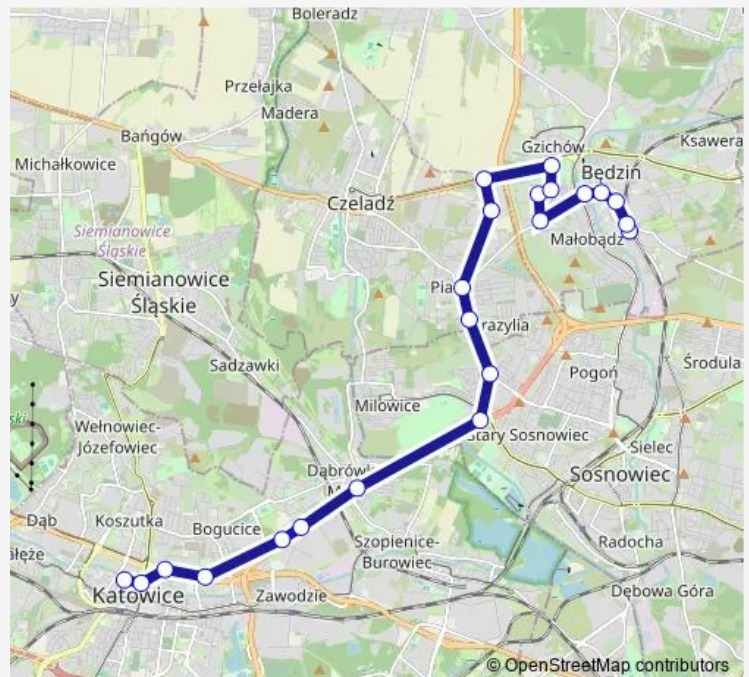 Boleradz
Przełajka
Madera
Bańgów
Gzichów
Ksawera
Michałkowice
Będzin
Czeladź
Siemianowice
Śląskie
Małobądz
Siemianowice
Śląskie
Pia
razylia
Sadzawki
Środula
Pogoń
Milowice
Wełnowiec-
Józefowiec
Stary Sosnowiec
Sielec
Dąbrówk
M
Sosnowiec
Dąb
Koszutka
Bogucice
Szopienice-
Burowiec
Radocha
Katowice
Zawodzie
Dębowa Góra
© OpenStreetMap contributors